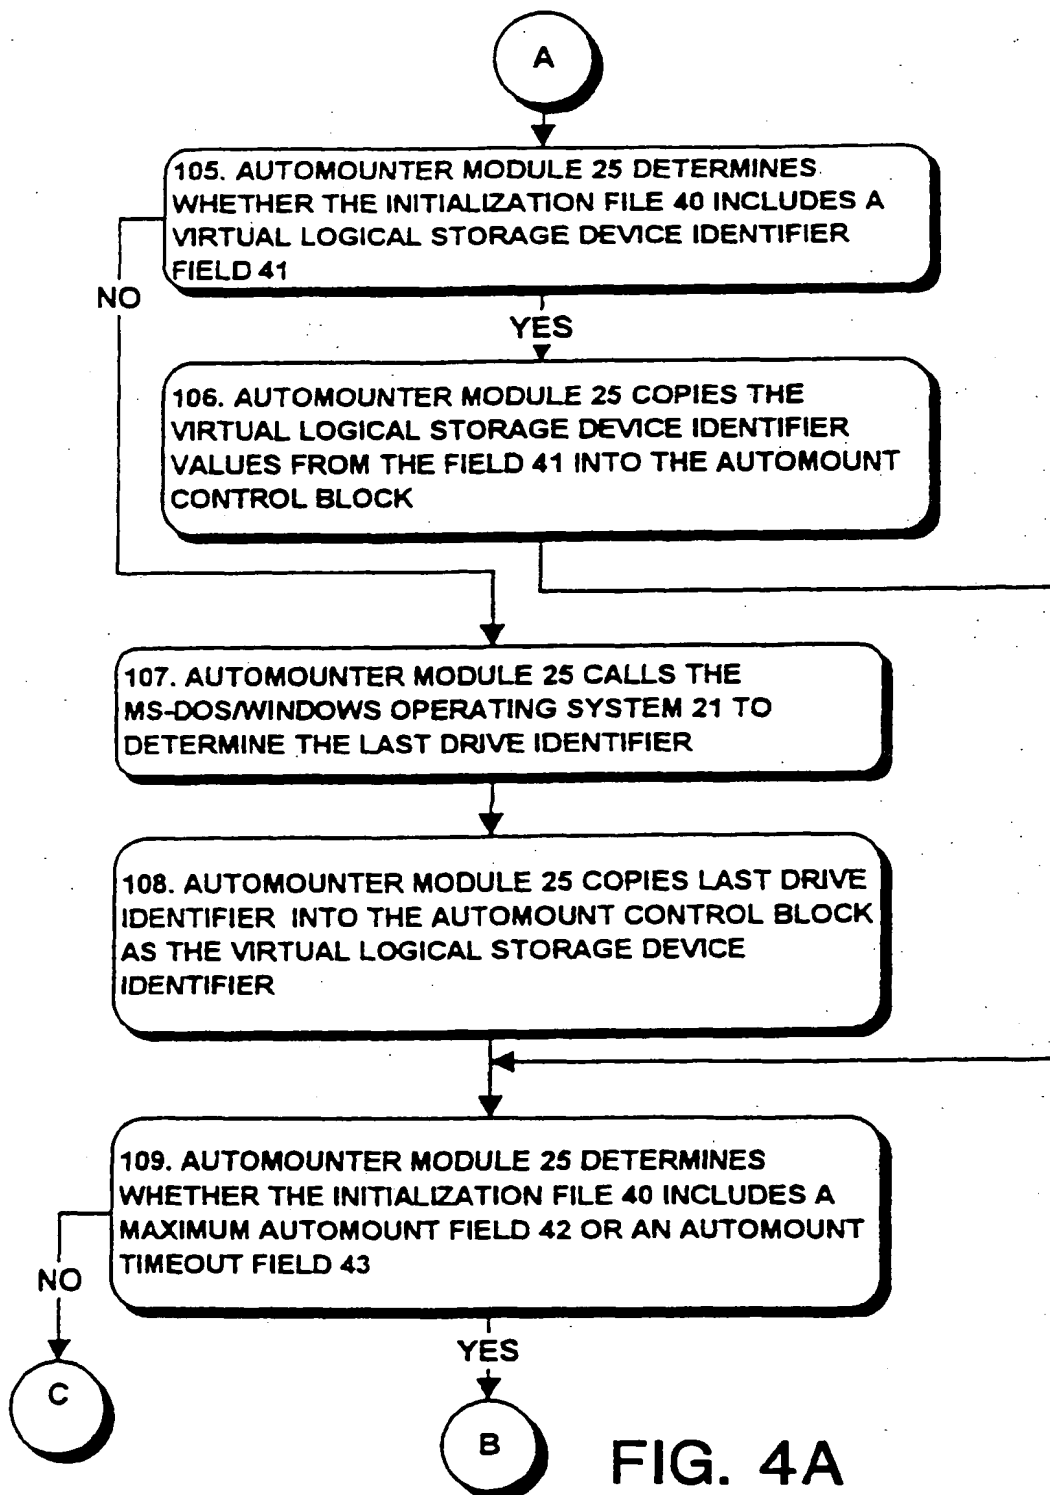 A
105. AUTOMOUNTER MODULE 25 DETERMINES
WHETHER THE INITIALIZATION FILE 40 INCLUDES A
VIRTUAL LOGICAL STORAGE DEVICE IDENTIFIER
FIELD 41
NO
YES
106. AUTOMOUNTER MODULE 25 COPIES THE
VIRTUAL LOGICAL STORAGE DEVICE IDENTIFIER
VALUES FROM THE FIELD 41 INTO THE AUTOMOUNT
CONTROL BLOCK
107. AUTOMOUNTER MODULE 25 CALLS THE
MS-DOS/WINDOWS OPERATING SYSTEM 21 TO
DETERMINE THE LAST DRIVE IDENTIFIER
108. AUTOMOUNTER MODULE 25 COPIES LAST DRIVE
IDENTIFIER INTO THE AUTOMOUNT CONTROL BLOCK
AS THE VIRTUAL LOGICAL STORAGE DEVICE
IDENTIFIER
109. AUTOMOUNTER MODULE 25 DETERMINES
WHETHER THE INITIALIZATION FILE 40 INCLUDES A
MAXIMUM AUTOMOUNT FIELD 42 OR AN AUTOMOUNT
TIMEOUT FIELD 43
NO
YES
C
B
FIG. 4A